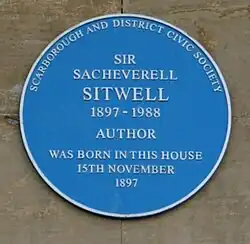 SCARBOROUGH AND DISTRICT CIVIC SOCIETY
SIR
SACHEVERELL
SITWELL
1897 - 1988
AUTHOR
WAS BORN IN THIS HOUSE
15TH NOVEMBER
1897